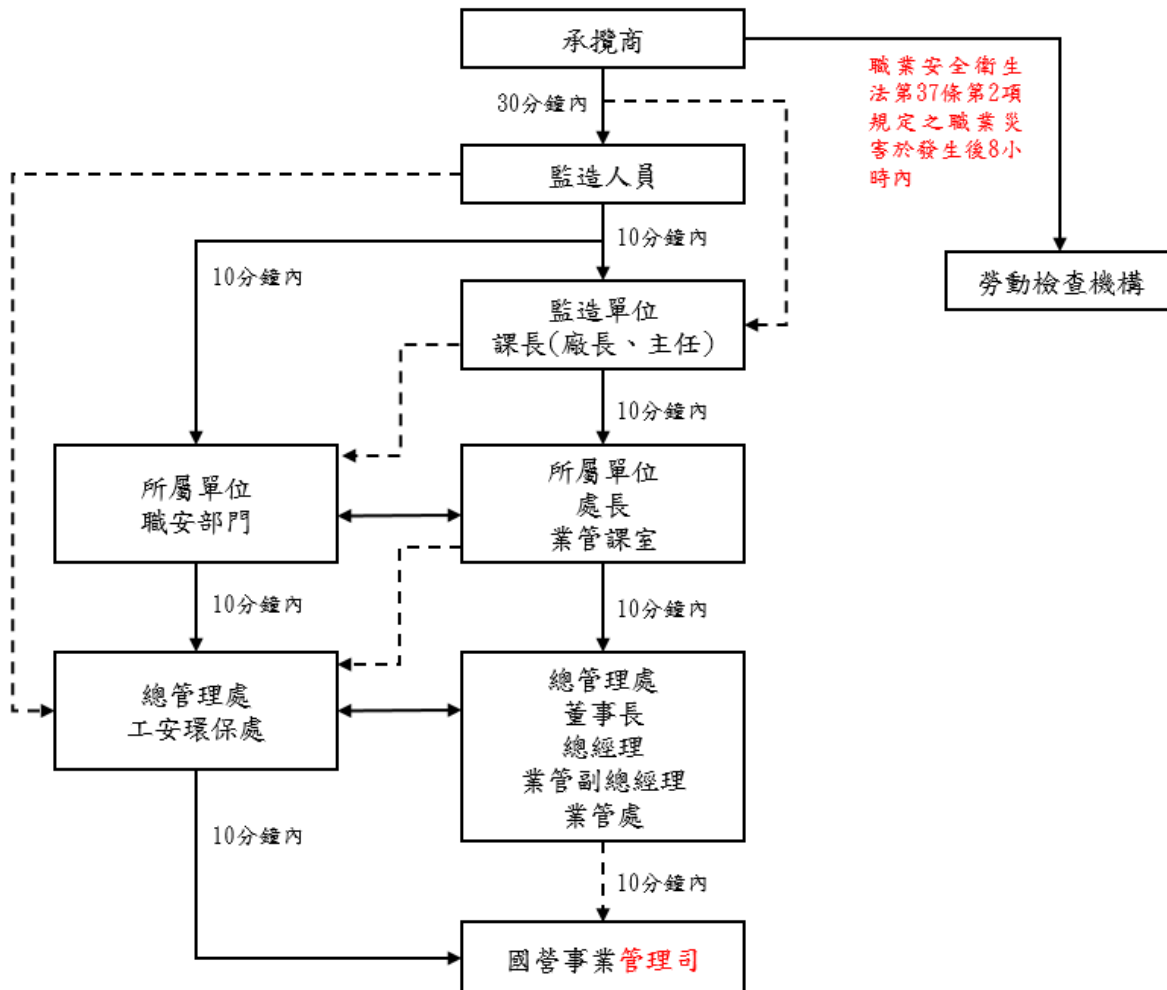 承攬商
職業安全衛生
法第37條第2項
規定之職業災
害於發生後8小
時內
30分鐘內
監造人員
10分鐘內
10分鐘內
勞動檢查機構
監造單位
課長(廠長、主任)
10分鐘內
所屬單位
職安部門
所屬單位
處長
業管課室
10分鐘內
10分鐘內
總管理處
工安環保處
總管理處
董事長
總經理
業管副總經理
業管處
10分鐘內
10分鐘內
國營事業管理司